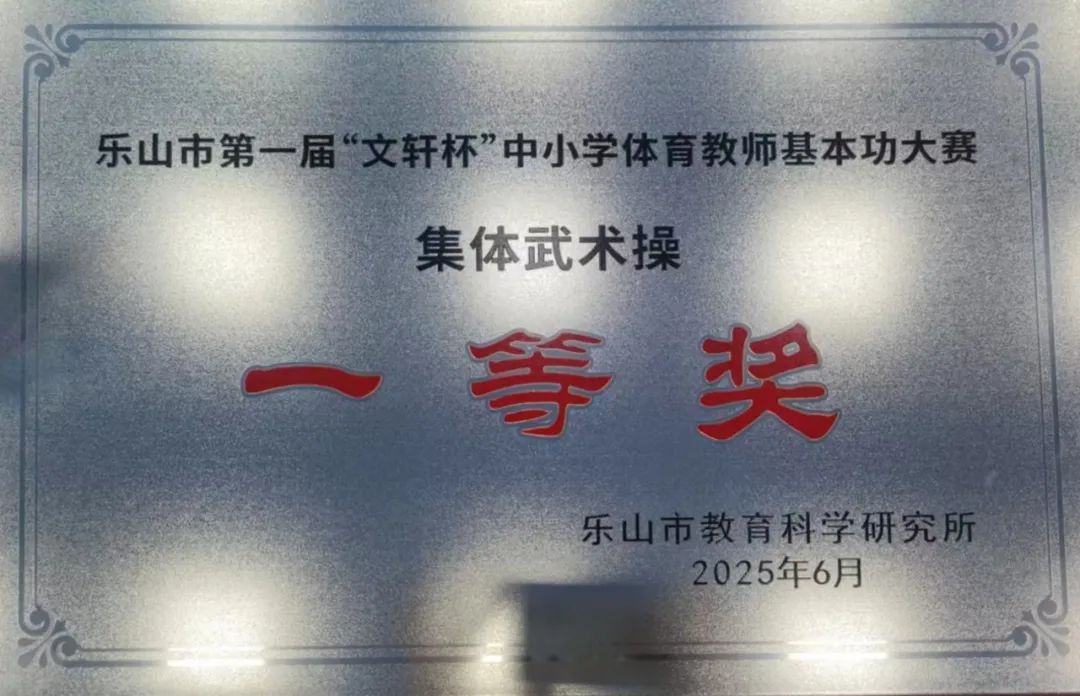 乐山市第一届“文轩杯”中小学体育教师基本功大赛
集体武术操
一等奖
乐山市教育科学研究所
2025年6月